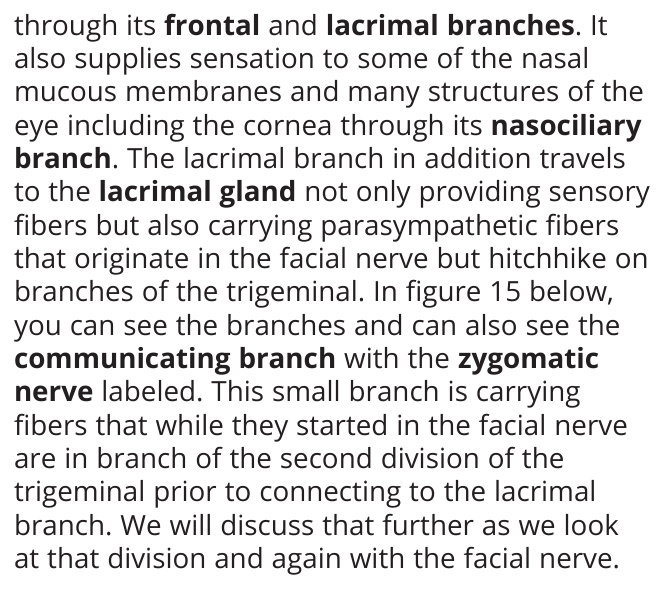 through its frontal and lacrimal branches. It
also supplies sensation to some of the nasal
mucous membranes and many structures of the
eye including the cornea through its nasociliary
branch. The lacrimal branch in addition travels
to the lacrimal gland not only providing sensory
fibers but also carrying parasympathetic fibers
that originate in the facial nerve but hitchhike on
branches of the trigeminal. In figure 15 below,
you can see the branches and can also see the
communicating branch with the zygomatic
nerve labeled. This small branch is carrying
fibers that while they started in the facial nerve
are in branch of the second division of the
trigeminal prior to connecting to the lacrimal
branch. We will discuss that further as we look
at that division and again with the facial nerve.